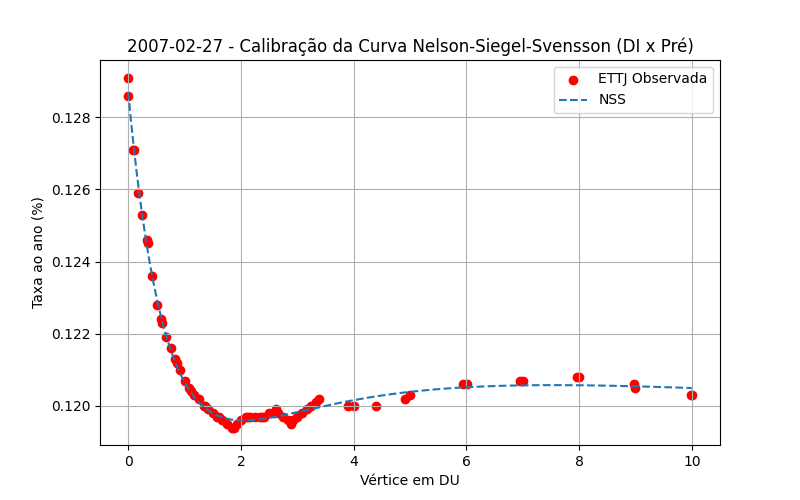 2007-02-27 - Calibração da Curva Nelson-Siegel-Svensson (DI x Pré)
ETTJ Observada
NSS
Taxa ao ano (%)
0.128
0.126
0.124
0.122
0.120
0 2 4 6 8 10
Vértice em DU